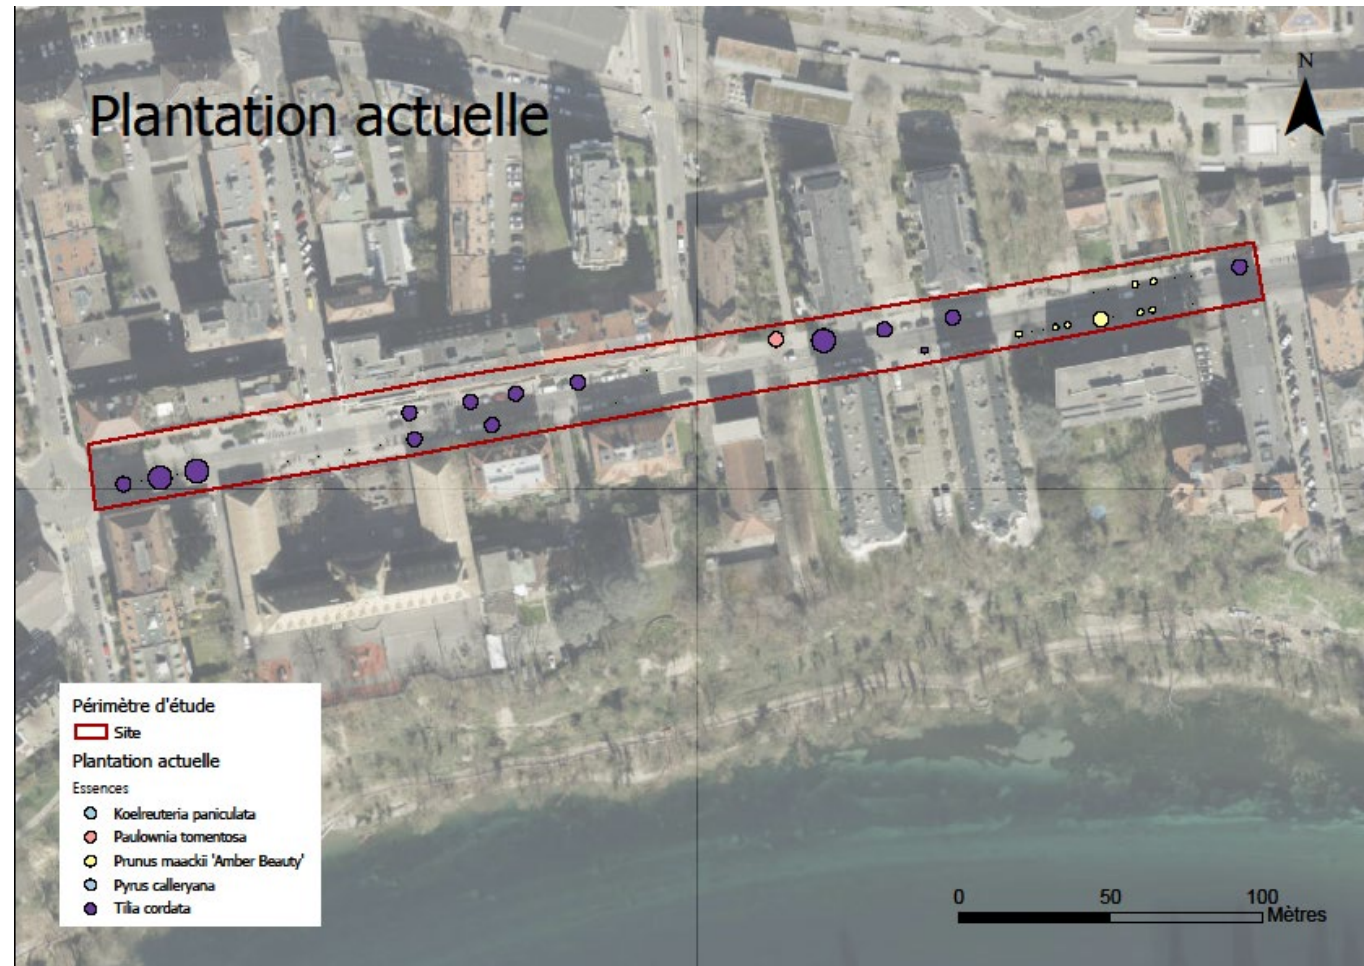 Plantation actuelle
N
Périmètre d'étude
Site
Plantation actuelle
Essences
Koelreuteria paniculata
Paulownia tomentosa
Prunus maackii 'Amber Beauty'
Pyrus calleryana
Tilia cordata
0 50 100
Mètres